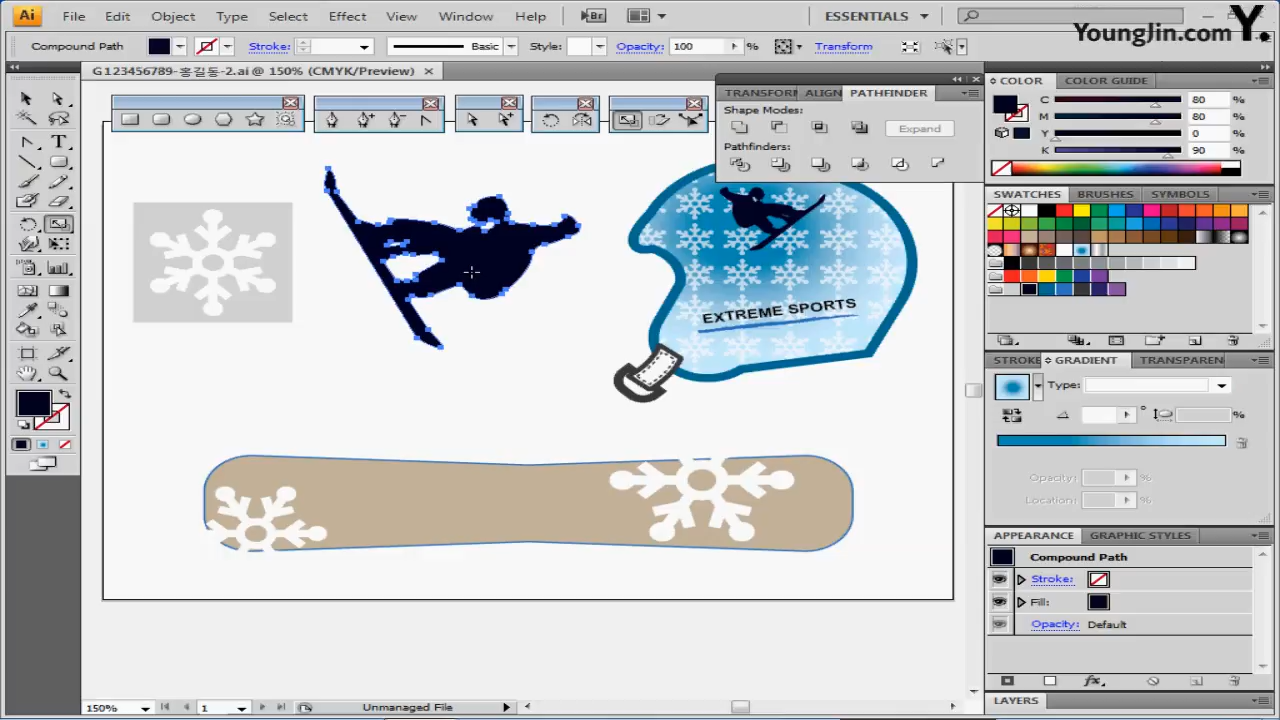 Ai File Edit Object Type Select Effect View Window Help Br ESSENTIALS
YoungJin.com Y.
Compound Path Stroke: Basic Style: Opacity: 100 % Transform
G123456789-홍길동-2.ai @ 150% (CMYK/Preview)
TRANSFORM ALIGN PATHFINDER
Shape Modes:
Expand
Pathfinders:
COLOR COLOR GUIDE
C 80 %
M 80 %
Y 0 %
K 90 %
SWATCHES BRUSHES SYMBOLS
EXTREME SPORTS
STROKE GRADIENT TRANSPAREN
Type:
° %
Opacity: %
Location: %
APPEARANCE GRAPHIC STYLES
Compound Path
Stroke:
Fill:
Opacity: Default
fx
LAYERS
150% 1 Unmanaged File